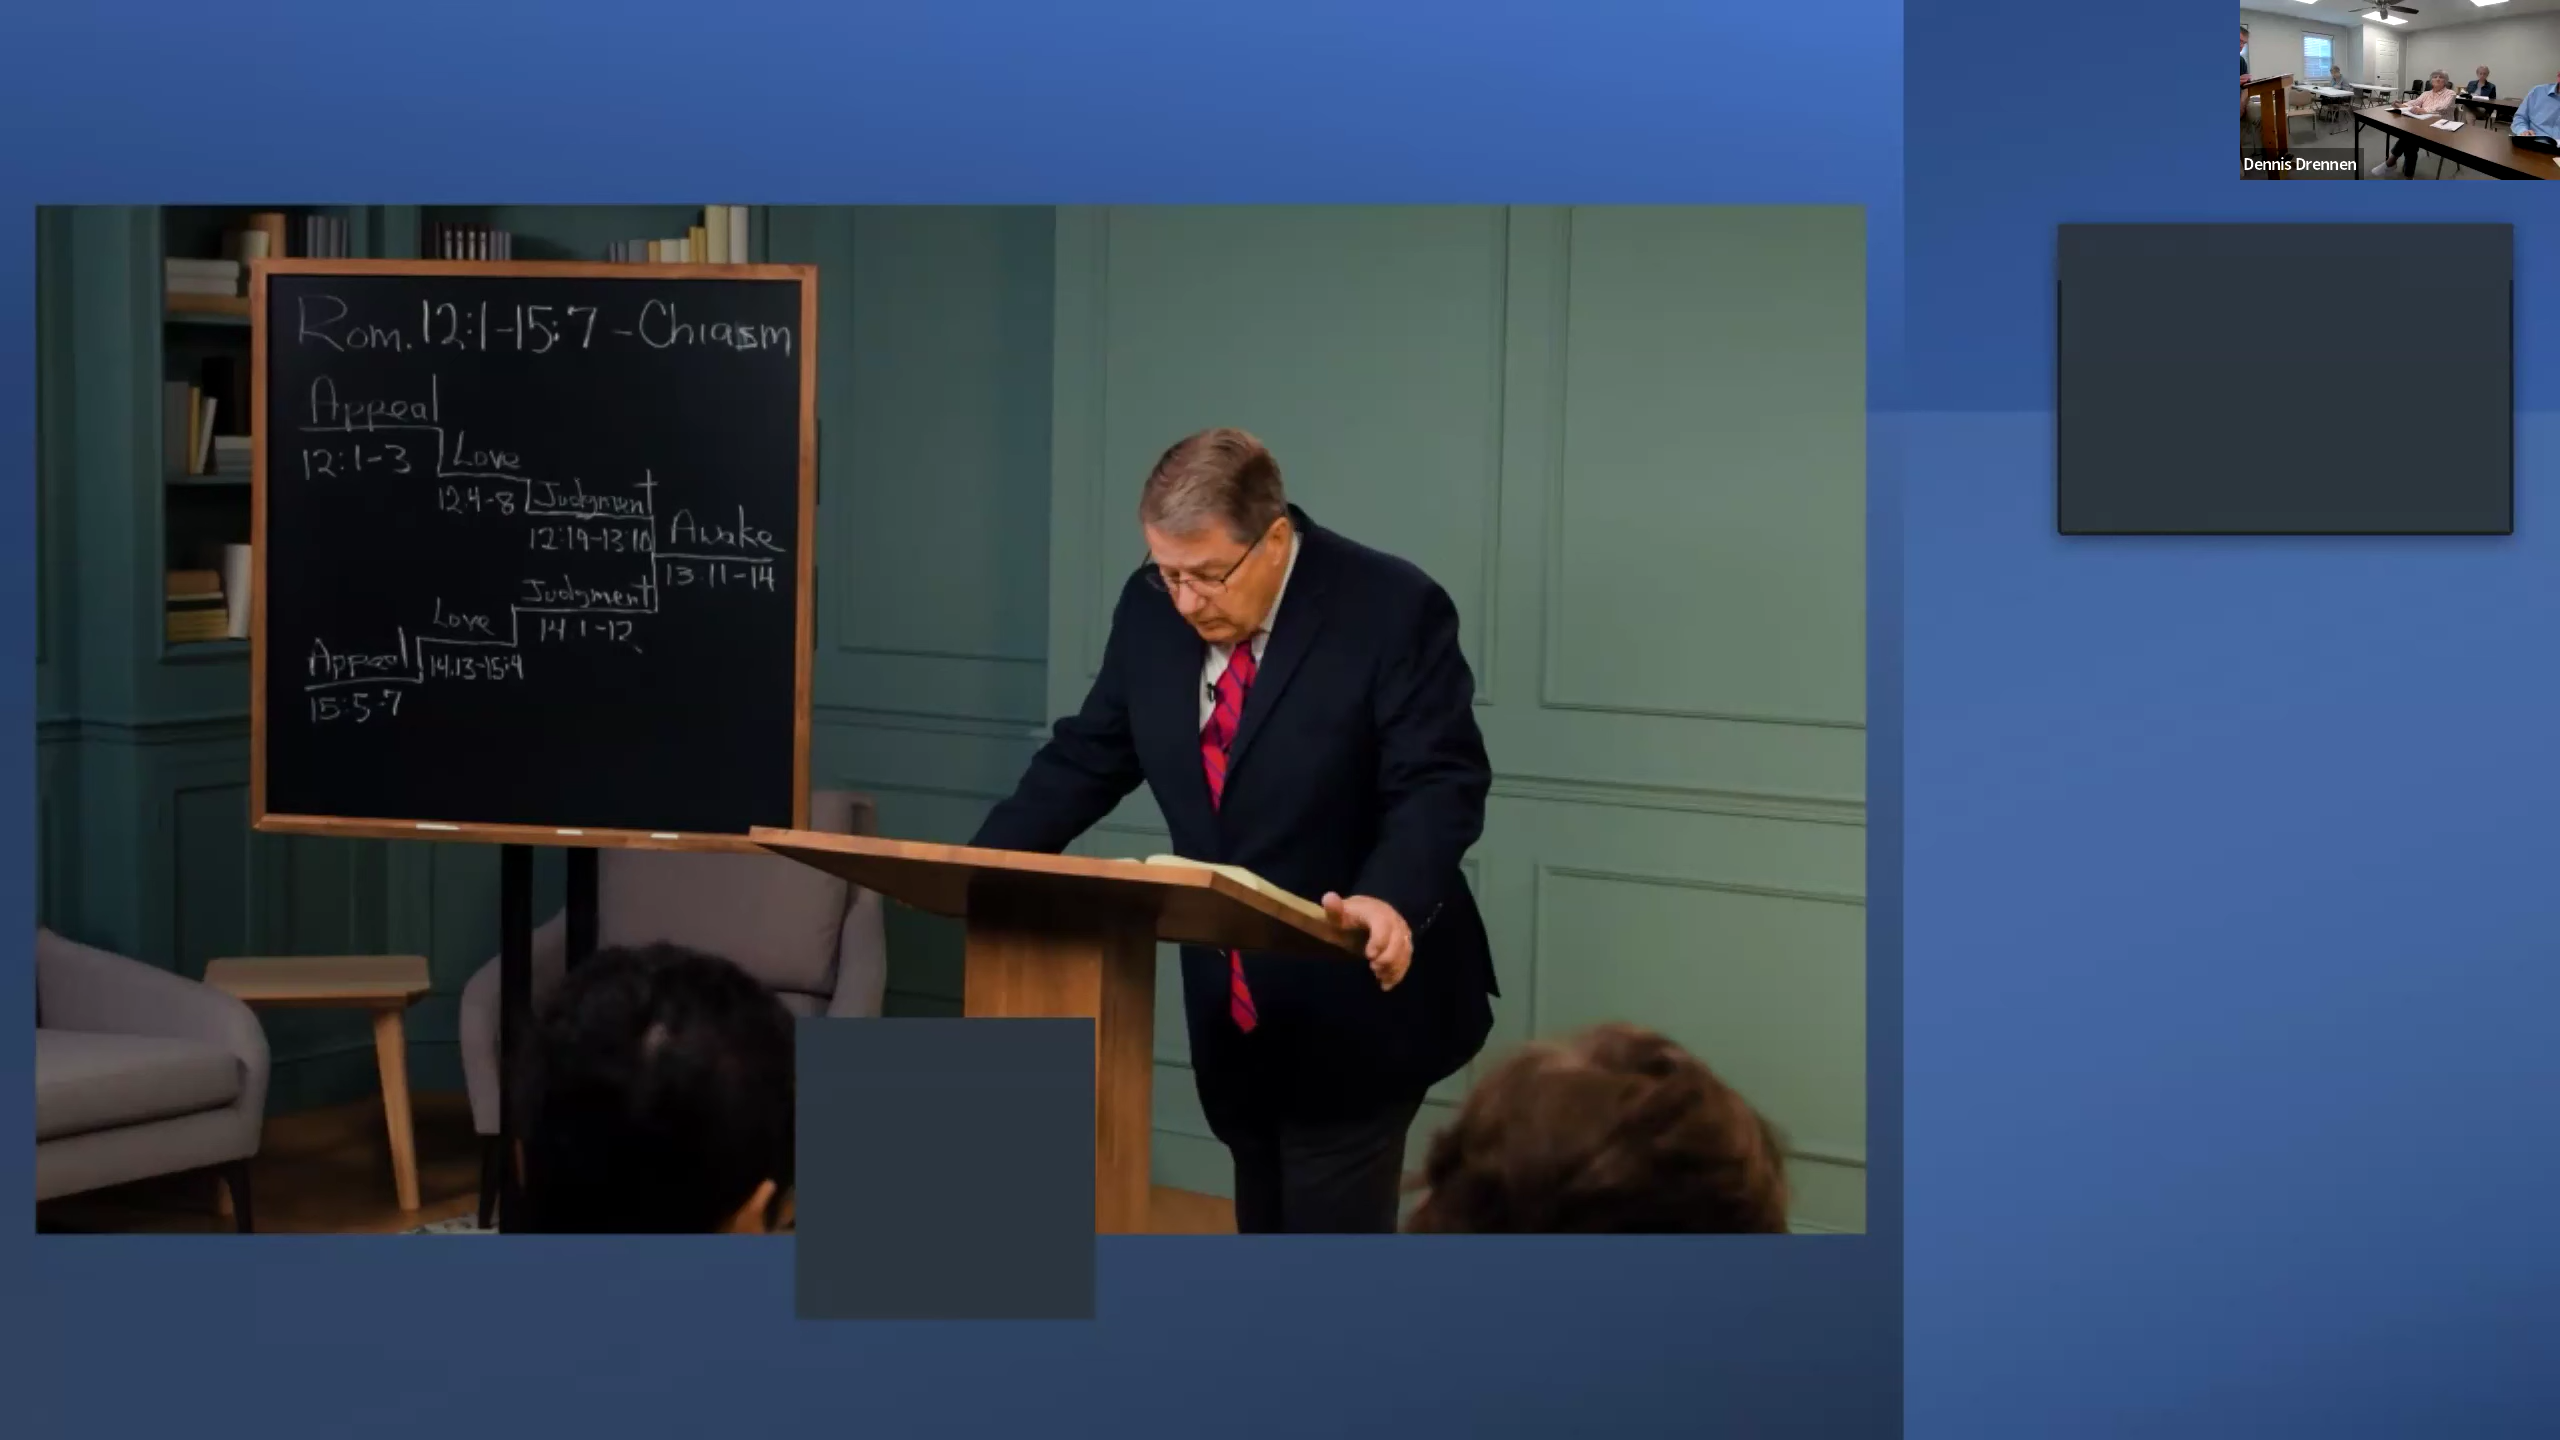 Dennis Drennen
Rom. 12:1-15:7 - Chiasm
Appeal
12:1-3
Love
12:4-8
Judgment
12:19-13:10
Awake
13:11-14
Judgment
14:1-12
Love
14:13-15:4
Appeal
15:5-7